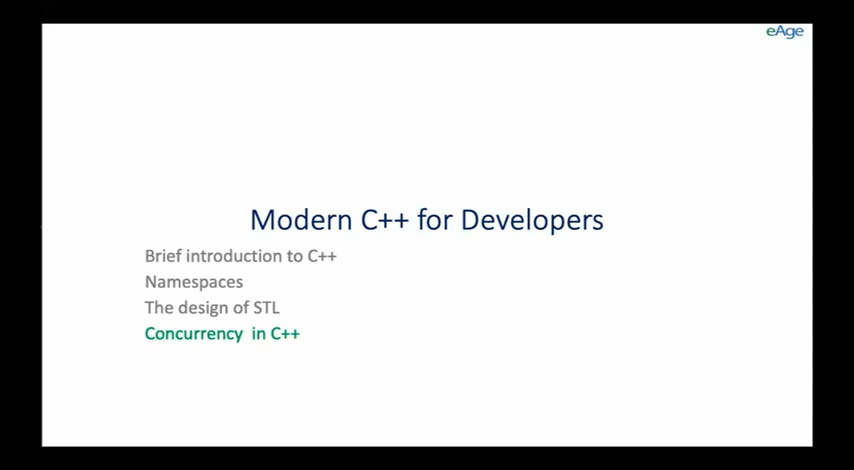 eAge
Modern C++ for Developers
Brief introduction to C++
Namespaces
The design of STL
Concurrency in C++